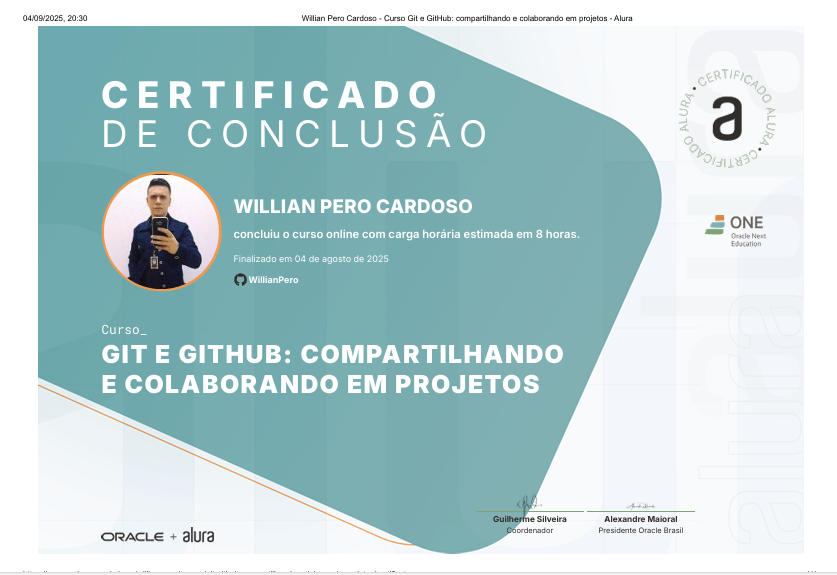 04/09/2025, 20:30
Willian Pero Cardoso - Curso Git e GitHub: compartilhando e colaborando em projetos - Alura
CERTIFICADO
DE CONCLUSÃO
CERTIFICADO ALURA • CERTIFICADO ALURA •
a
WILLIAN PERO CARDOSO
concluiu o curso online com carga horária estimada em 8 horas.
Finalizado em 04 de agosto de 2025
WillianPero
ONE
Oracle Next
Education
Curso_
GIT E GITHUB: COMPARTILHANDO
E COLABORANDO EM PROJETOS
alura
Guilherme Silveira
Coordenador
Alexandre Maioral
Presidente Oracle Brasil
ORACLE + alura